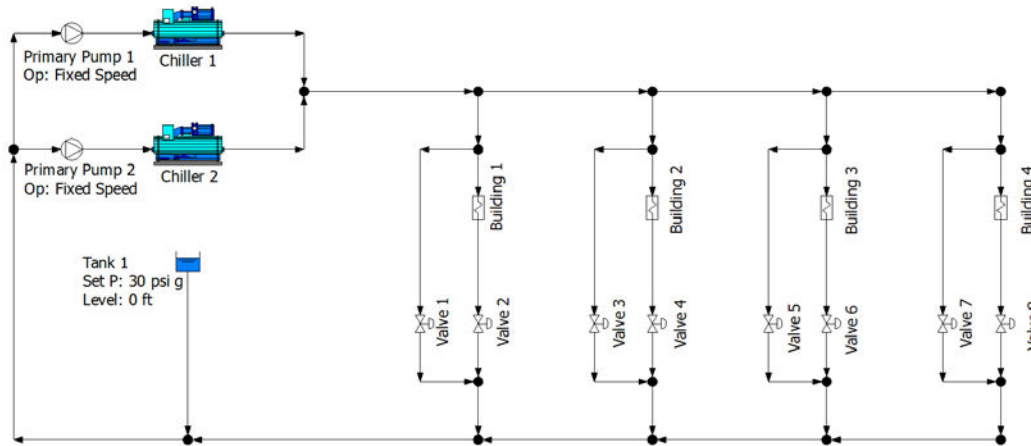 Primary Pump 1
Op: Fixed Speed
Chiller 1
Primary Pump 2
Op: Fixed Speed
Chiller 2
Tank 1
Set P: 30 psi g
Level: 0 ft
Building 1
Building 2
Building 3
Building 4
Valve 1
Valve 2
Valve 3
Valve 4
Valve 5
Valve 6
Valve 7